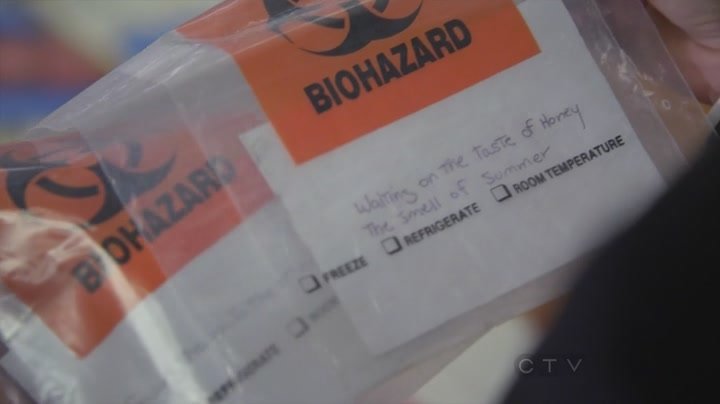 BIOHAZARD
Waiting on the Taste of Honey
The smell of Summer
☐ FREEZE ☐ REFRIGERATE ☐ ROOM TEMPERATURE
BIOHAZARD
CTV